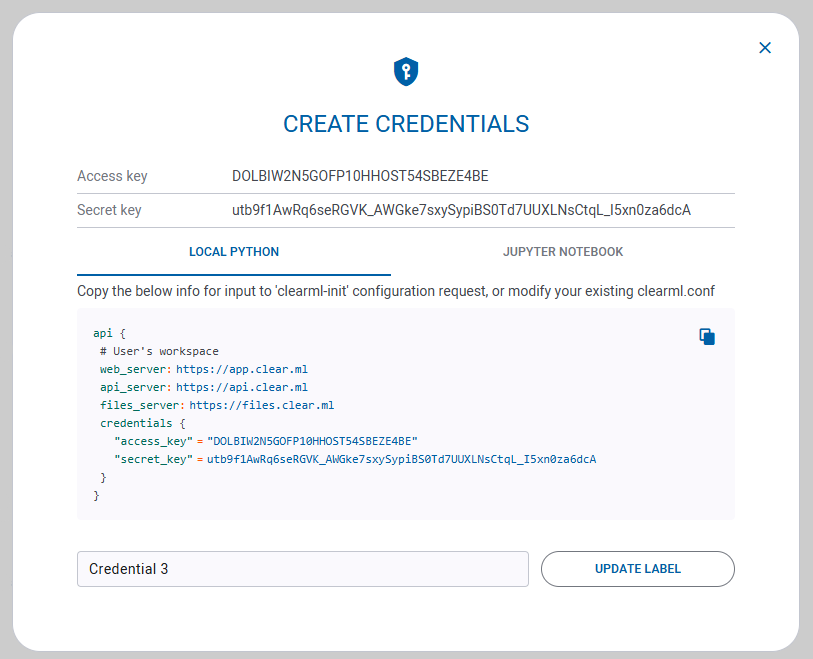 CREATE CREDENTIALS
Access key DOLBIW2N5GOFP10HHOST54SBEZE4BE
Secret key utb9f1AwRq6seRGVK_AWGke7sxySypiBS0Td7UUXLNsCtqL_I5xn0za6dcA
LOCAL PYTHON JUPYTER NOTEBOOK
Copy the below info for input to 'clearml-init' configuration request, or modify your existing clearml.conf
api {
# User's workspace
web_server: https://app.clear.ml
api_server: https://api.clear.ml
files_server: https://files.clear.ml
credentials {
"access_key" = "DOLBIW2N5GOFP10HHOST54SBEZE4BE"
"secret_key" = utb9f1AwRq6seRGVK_AWGke7sxySypiBS0Td7UUXLNsCtqL_I5xn0za6dcA
}
}
Credential 3 UPDATE LABEL